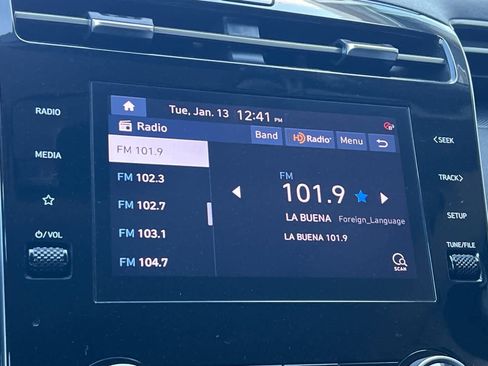 Tue, Jan. 13 12:41 PM
Radio
Band HD Radio Menu
FM 101.9
FM 102.3
FM 102.7
FM 103.1
FM 104.7
FM
101.9
LA BUENA Foreign_Language
LA BUENA 101.9
SCAN
RADIO
MEDIA
/VOL
<SEEK
TRACK>
SETUP
TUNE/FILE